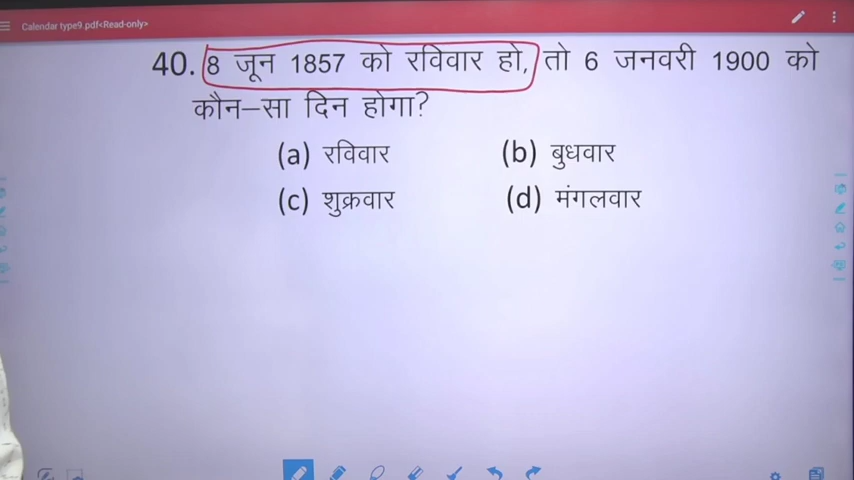 Calendar type9.pdf<Read-only>
40. 8 जून 1857 को रविवार हो, तो 6 जनवरी 1900 को
कौन–सा दिन होगा?
(a) रविवार (b) बुधवार
(c) शुक्रवार (d) मंगलवार